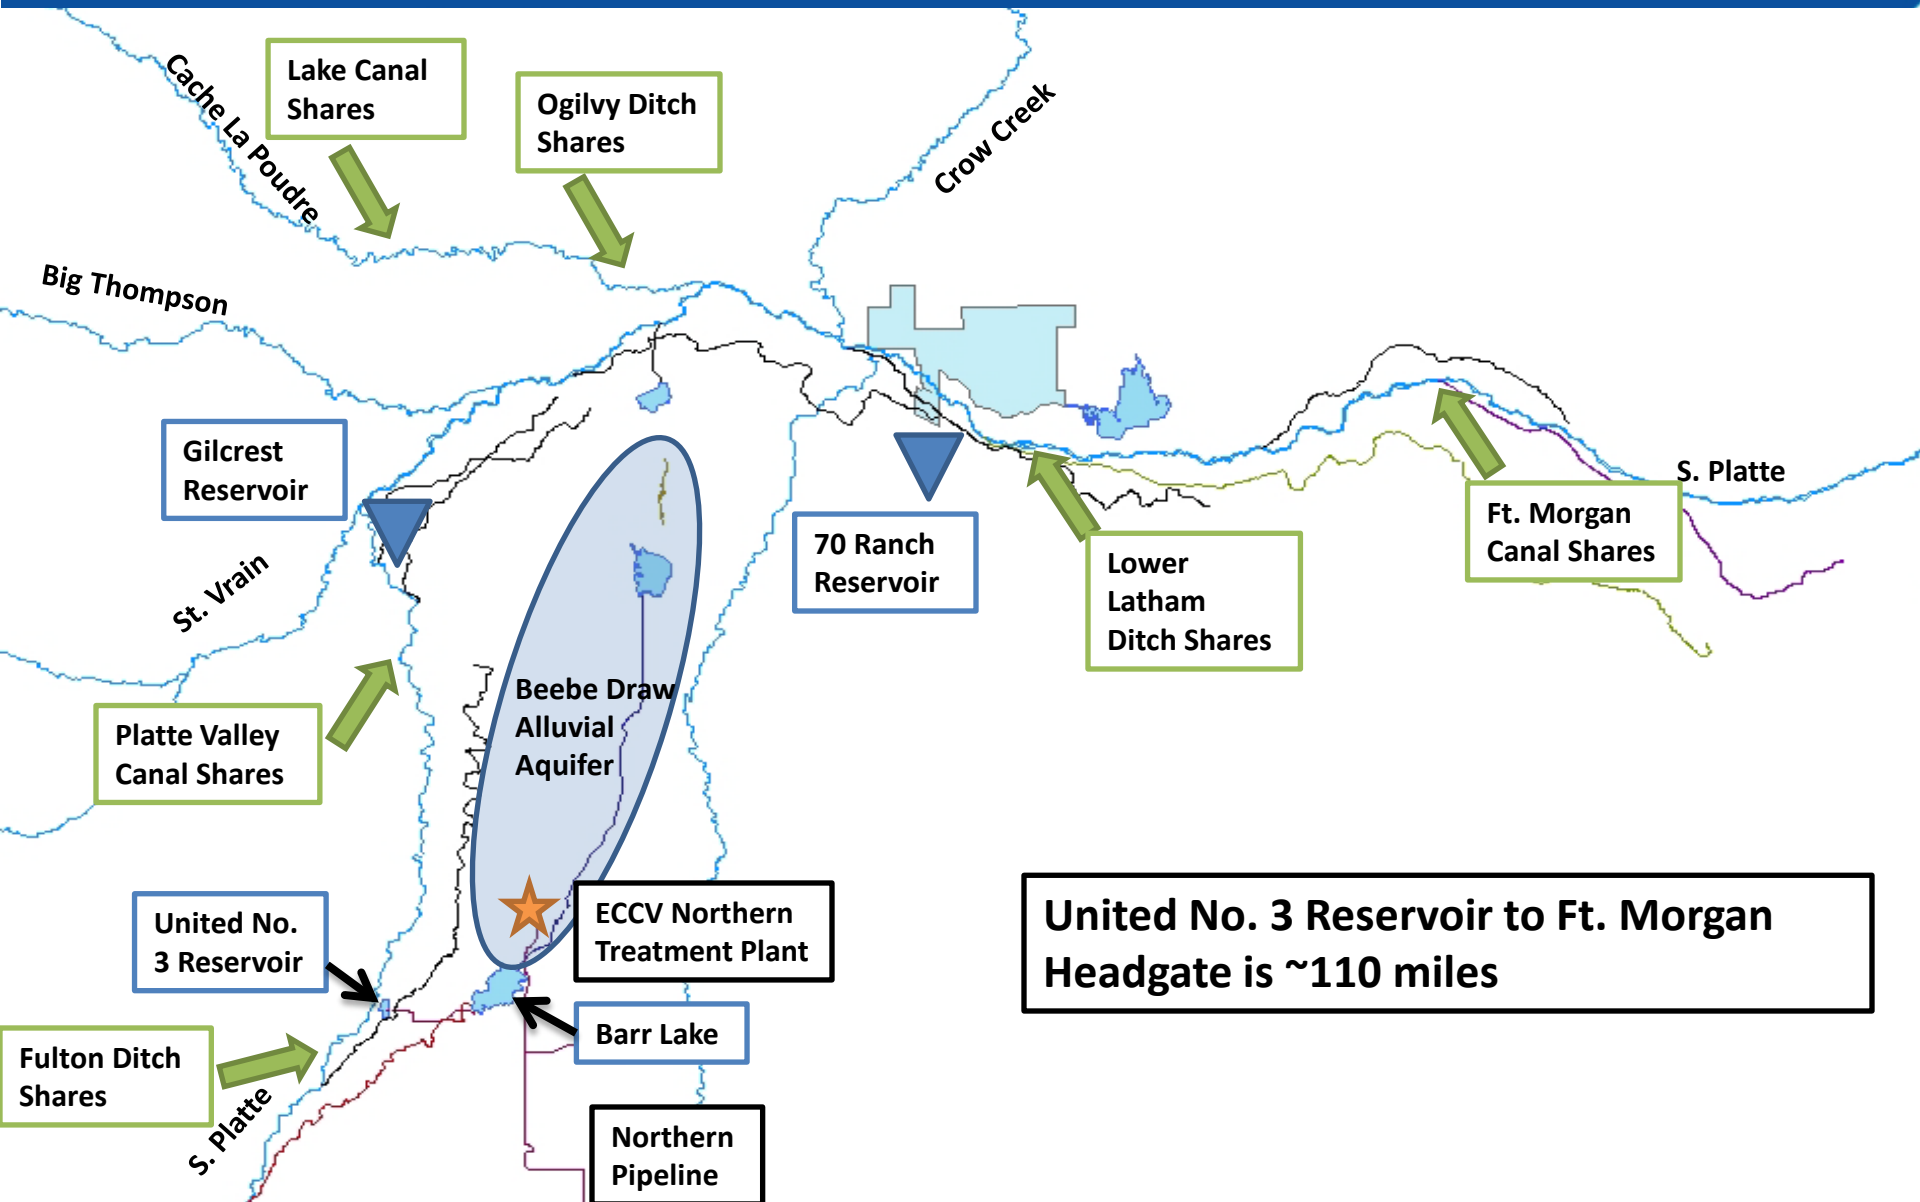 Lake Canal
Shares
Ogilvy Ditch
Shares
Cache La Poudre
Crow Creek
Big Thompson
Gilcrest
Reservoir
S. Platte
70 Ranch
Reservoir
Ft. Morgan
Canal Shares
Lower
Latham
Ditch Shares
St. Vrain
Beebe Draw
Alluvial
Aquifer
Platte Valley
Canal Shares
United No.
3 Reservoir
ECCV Northern
Treatment Plant
United No. 3 Reservoir to Ft. Morgan
Headgate is ~110 miles
Barr Lake
Fulton Ditch
Shares
S. Platte
Northern
Pipeline